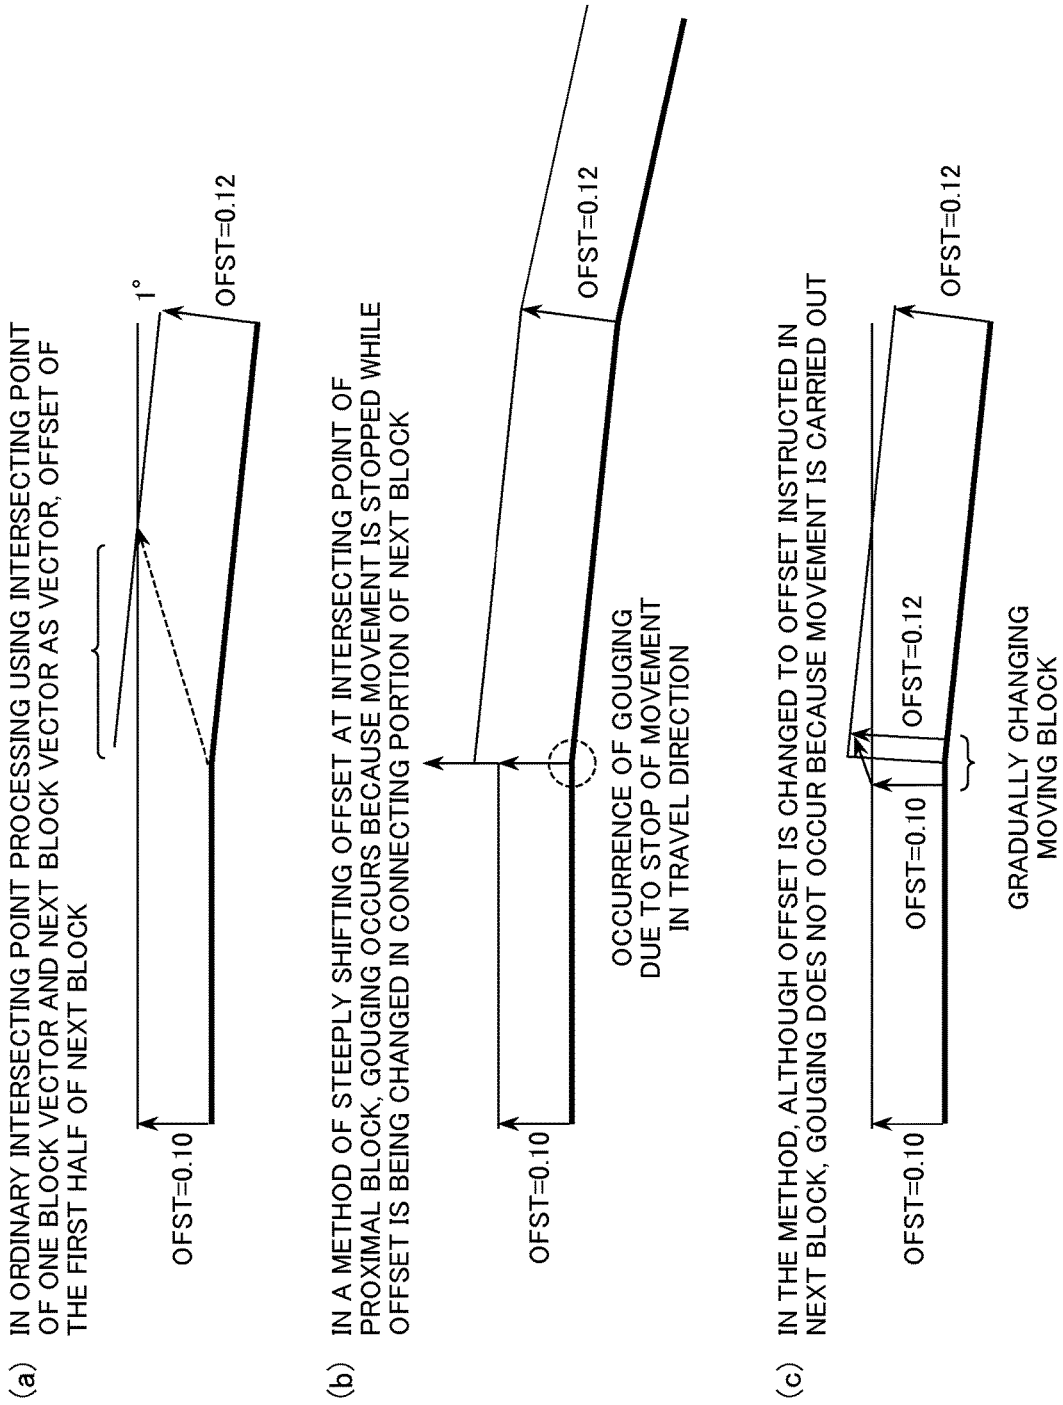 (a) IN ORDINARY INTERSECTING POINT PROCESSING USING INTERSECTING POINT
OF ONE BLOCK VECTOR AND NEXT BLOCK VECTOR AS VECTOR, OFFSET OF
THE FIRST HALF OF NEXT BLOCK
1°
OFST=0.10
OFST=0.12
(b) IN A METHOD OF STEEPLY SHIFTING OFFSET AT INTERSECTING POINT OF
PROXIMAL BLOCK, GOUGING OCCURS BECAUSE MOVEMENT IS STOPPED WHILE
OFFSET IS BEING CHANGED IN CONNECTING PORTION OF NEXT BLOCK
OFST=0.10
OFST=0.12
OCCURRENCE OF GOUGING
DUE TO STOP OF MOVEMENT
IN TRAVEL DIRECTION
(c) IN THE METHOD, ALTHOUGH OFFSET IS CHANGED TO OFFSET INSTRUCTED IN
NEXT BLOCK, GOUGING DOES NOT OCCUR BECAUSE MOVEMENT IS CARRIED OUT
OFST=0.10
OFST=0.10
OFST=0.12
OFST=0.12
GRADUALLY CHANGING
MOVING BLOCK